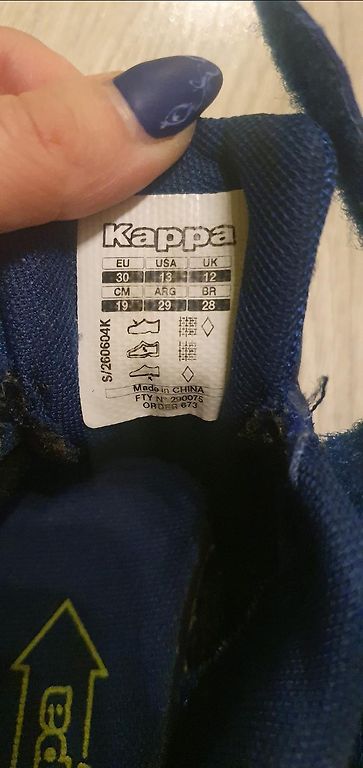 Kappa
EU USA UK
30 13 12
CM ARG BR
19 29 28
S/260604K
Made in CHINA
FTY N° 290075
ORDER 673